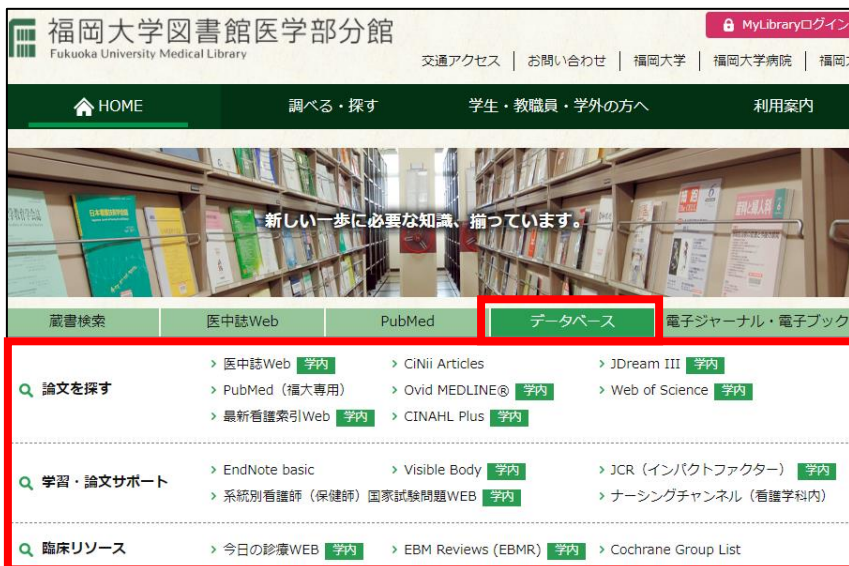 福岡大学図書館医学部分館
Fukuoka University Medical Library
MyLibraryログイン
交通アクセス | お問い合わせ | 福岡大学 | 福岡大学病院 | 福岡
HOME 調べる・探す 学生・教職員・学外の方へ 利用案内
新しい一歩に必要な知識、揃っています。
蔵書検索 医中誌Web PubMed データベース 電子ジャーナル・電子ブック
論文を探す
> 医中誌Web 学内 > CiNii Articles > JDream III 学内
> PubMed（福大専用） > Ovid MEDLINE® 学内 > Web of Science 学内
> 最新看護索引Web 学内 > CINAHL Plus 学内
学習・論文サポート
> EndNote basic > Visible Body 学内 > JCR（インパクトファクター） 学内
> 系統別看護師（保健師）国家試験問題WEB 学内 > ナーシングチャンネル（看護学科内）
臨床リソース > 今日の診療WEB 学内 > EBM Reviews (EBMR) 学内 > Cochrane Group List